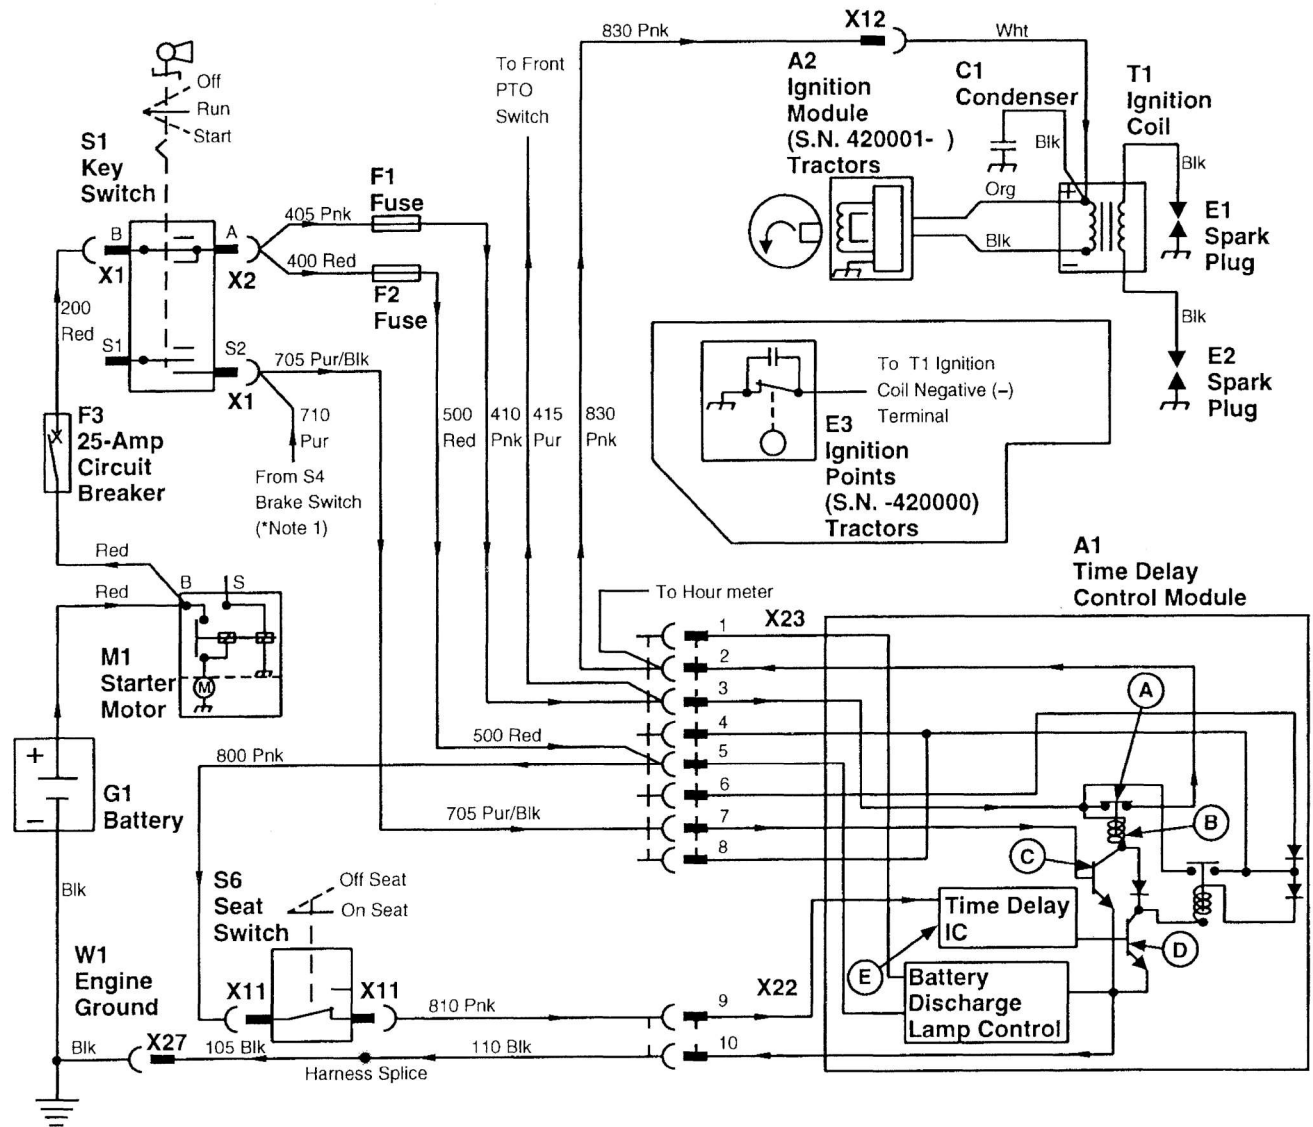 830 Pnk
X12
Wht
To Front
PTO
Switch
A2
Ignition
Module
(S.N. 420001- )
Tractors
C1
Condenser
Blk
T1
Ignition
Coil
Blk
Off
Run
Start
S1
Key
Switch
F1
Fuse
405 Pnk
400 Red
F2
Fuse
B
A
X1
X2
Org
Blk
+
−
E1
Spark
Plug
200
Red
S1
S2
X1
705 Pur/Blk
Blk
E2
Spark
Plug
To T1 Ignition
Coil Negative (−)
Terminal
E3
Ignition
Points
(S.N. -420000)
Tractors
F3
25-Amp
Circuit
Breaker
710
Pur
From S4
Brake Switch
(*Note 1)
500
Red
410
Pnk
415
Pur
830
Pnk
Red
Red
B
S
M
M1
Starter
Motor
To Hour meter
X23
A1
Time Delay
Control Module
1
2
3
4
5
6
7
8
A
B
C
D
E
500 Red
800 Pnk
705 Pur/Blk
+
−
G1
Battery
Blk
S6
Seat
Switch
Off Seat
On Seat
Time Delay
IC
Battery
Discharge
Lamp Control
W1
Engine
Ground
X11
X11
810 Pnk
9
X22
Blk
X27
105 Blk
110 Blk
10
Harness Splice